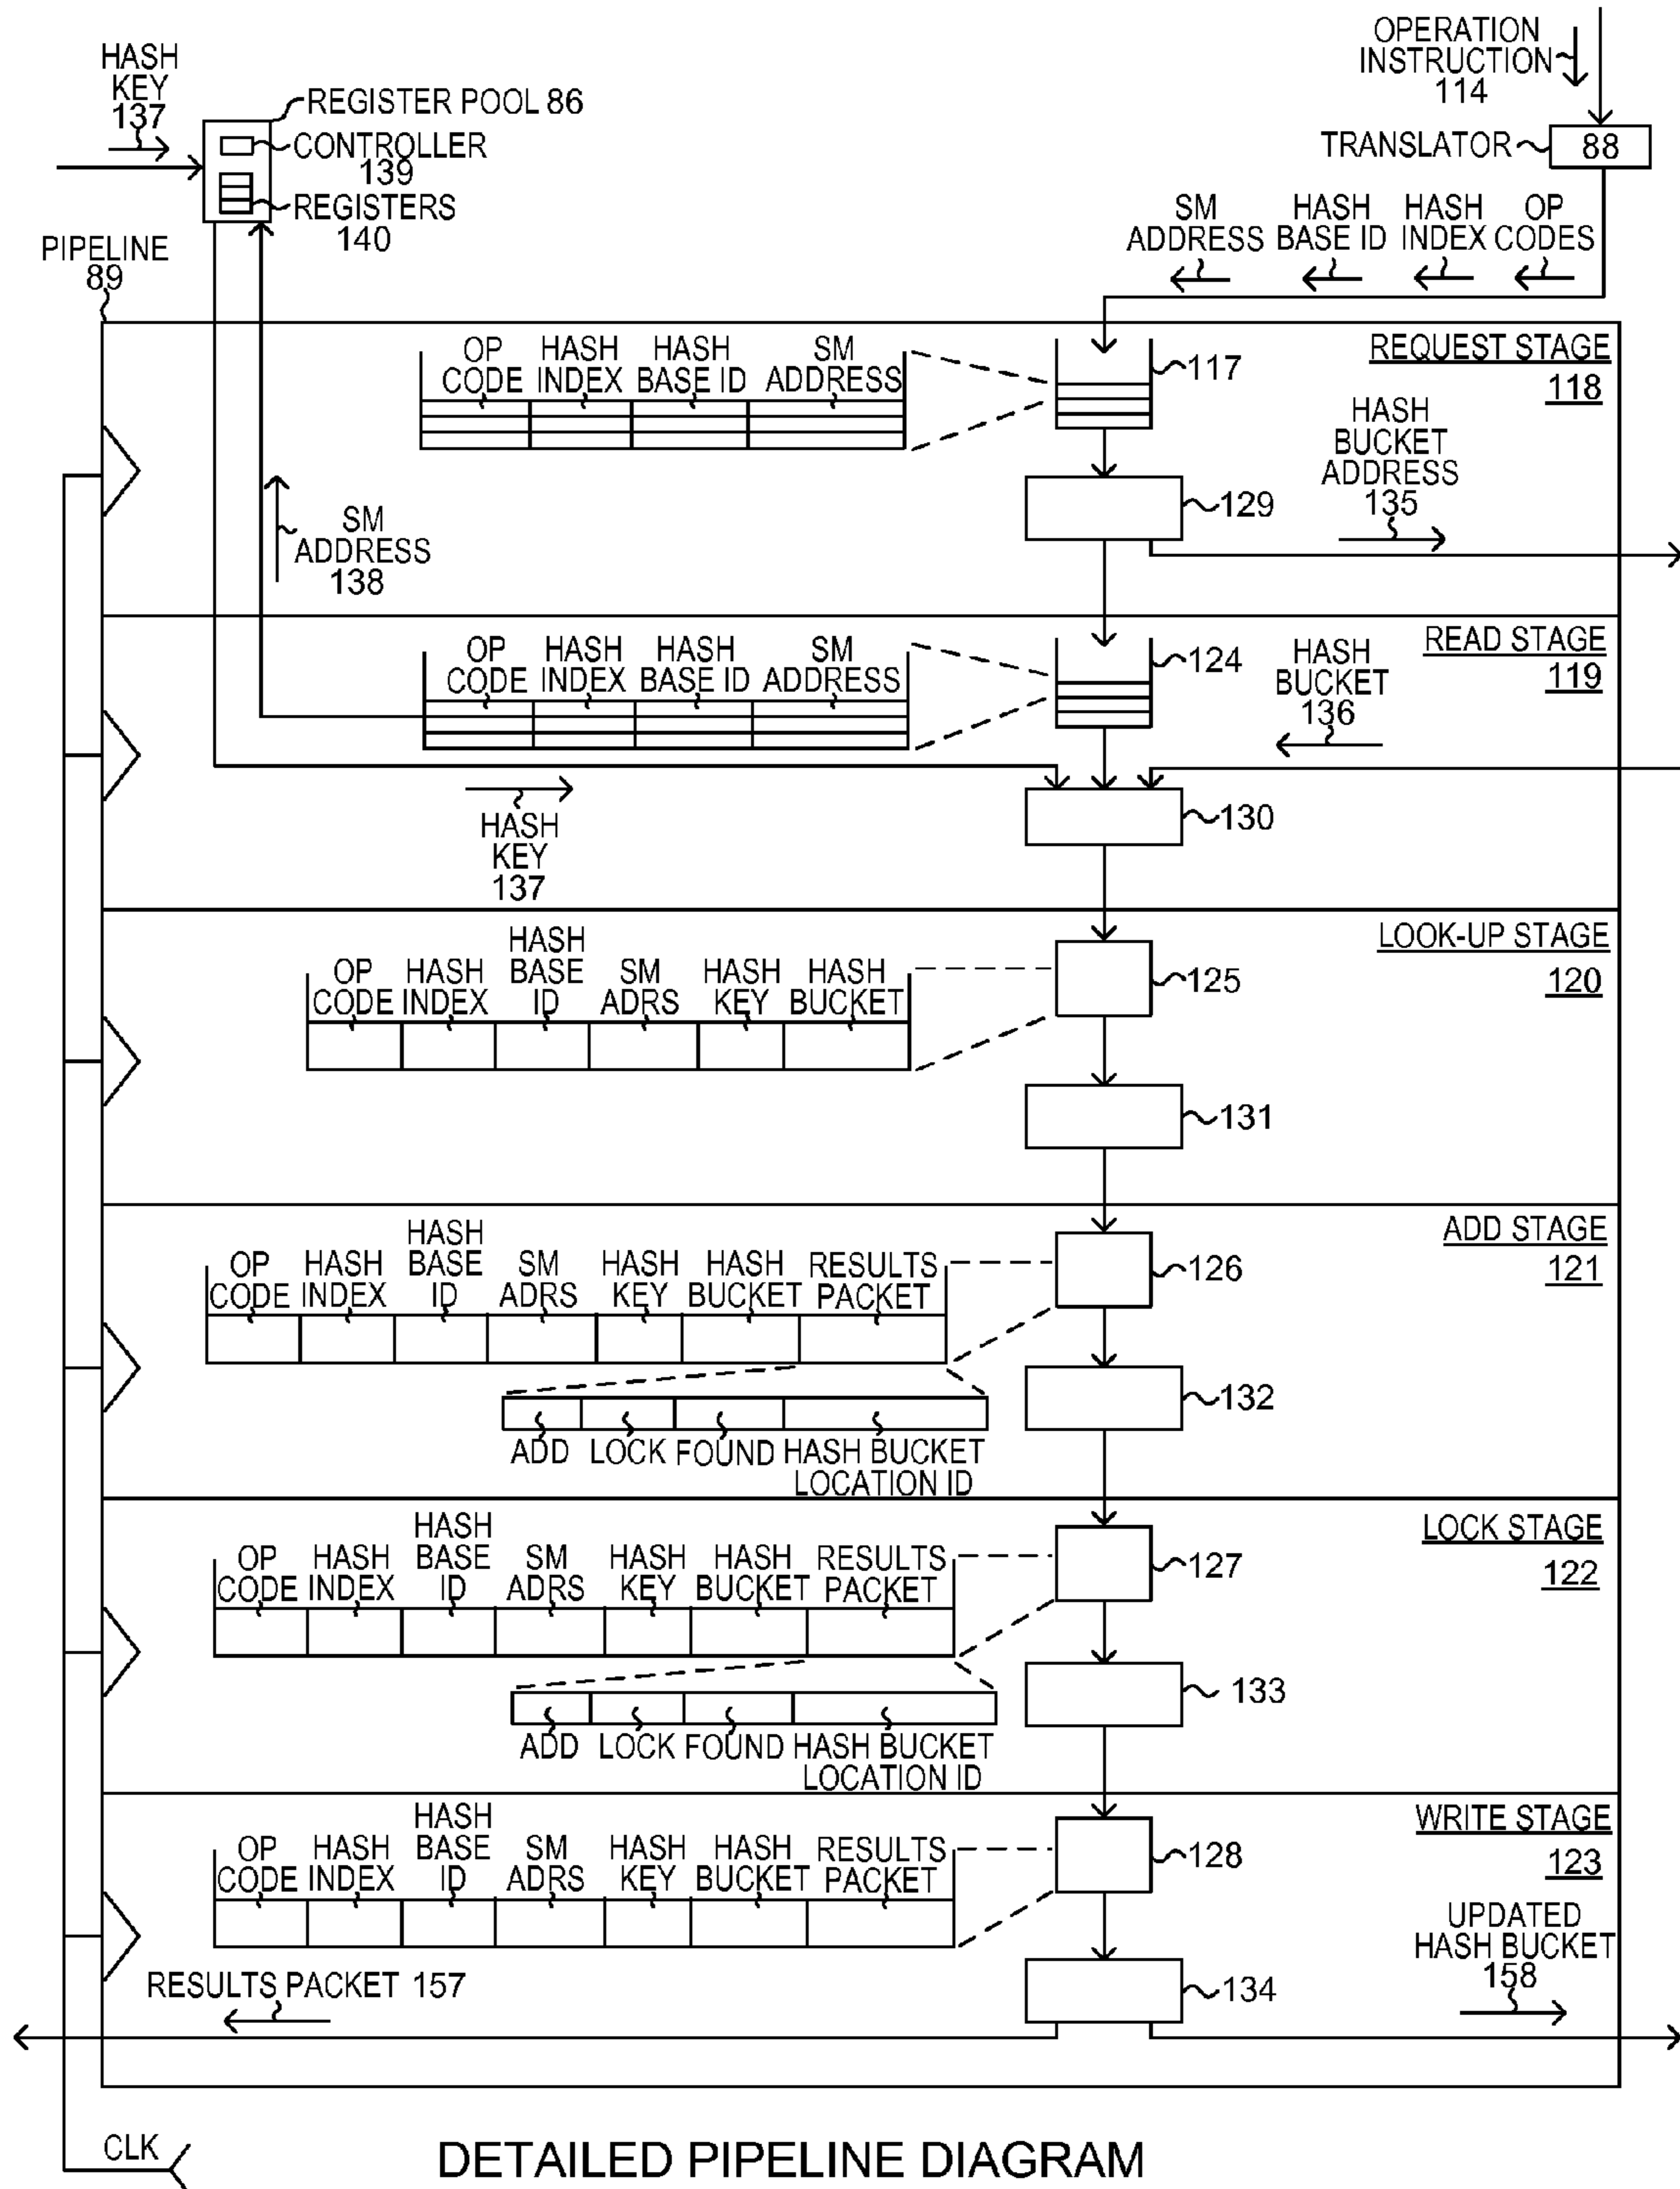 HASH
KEY
137
REGISTER POOL 86
CONTROLLER
139
REGISTERS
140
PIPELINE
89
OPERATION
INSTRUCTION
114
TRANSLATOR
88
SM
ADDRESS
HASH
BASE ID
HASH
INDEX
OP
CODES
REQUEST STAGE
118
OP
CODE
HASH
INDEX
HASH
BASE ID
SM
ADDRESS
117
HASH
BUCKET
ADDRESS
135
129
SM
ADDRESS
138
READ STAGE
119
OP
CODE
HASH
INDEX
HASH
BASE ID
SM
ADDRESS
124
HASH
BUCKET
136
130
HASH
KEY
137
LOOK-UP STAGE
120
OP
CODE
HASH
INDEX
HASH
BASE
ID
SM
ADRS
HASH
KEY
HASH
BUCKET
125
131
ADD STAGE
121
OP
CODE
HASH
INDEX
HASH
BASE
ID
SM
ADRS
HASH
KEY
HASH
BUCKET
RESULTS
PACKET
126
132
ADD
LOCK
FOUND
HASH BUCKET
LOCATION ID
LOCK STAGE
122
OP
CODE
HASH
INDEX
HASH
BASE
ID
SM
ADRS
HASH
KEY
HASH
BUCKET
RESULTS
PACKET
127
133
ADD
LOCK
FOUND
HASH BUCKET
LOCATION ID
WRITE STAGE
123
OP
CODE
HASH
INDEX
HASH
BASE
ID
SM
ADRS
HASH
KEY
HASH
BUCKET
RESULTS
PACKET
128
UPDATED
HASH BUCKET
158
RESULTS PACKET 157
134
CLK
DETAILED PIPELINE DIAGRAM